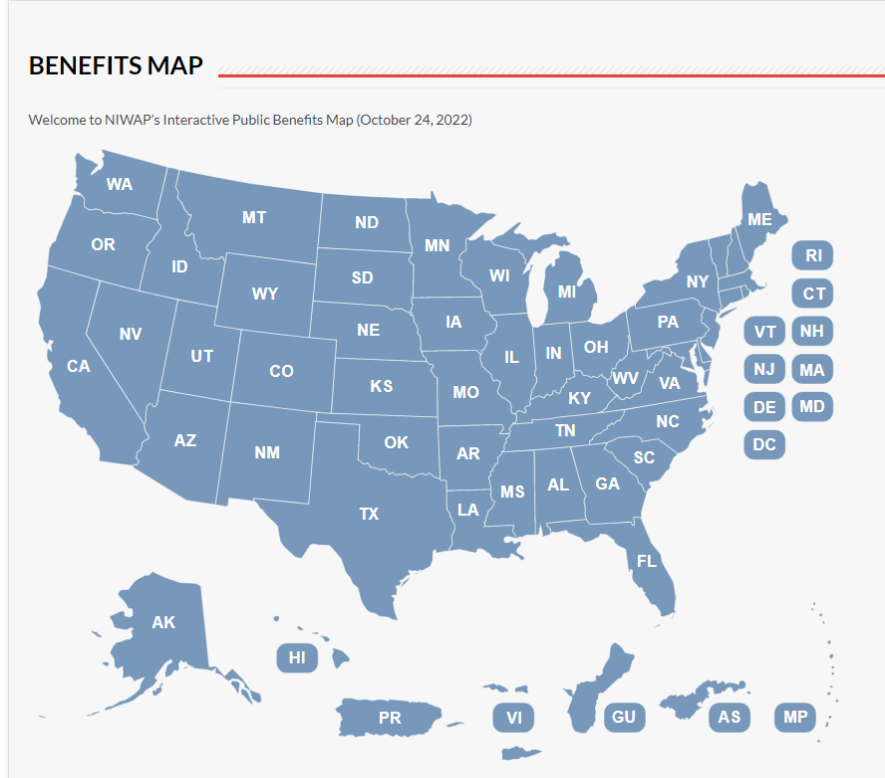 BENEFITS MAP
Welcome to NIWAP's Interactive Public Benefits Map (October 24, 2022)
WA
MT
ND
MN
ME
OR
ID
SD
WI
MI
NY
RI
WY
CT
NV
NE
IA
PA
VT
NH
CA
UT
CO
IL
IN
OH
KS
MO
WV
VA
NJ
MA
KY
DE
MD
AZ
NM
OK
AR
TN
NC
DC
SC
TX
MS
AL
GA
LA
FL
AK
HI
PR
VI
GU
AS
MP